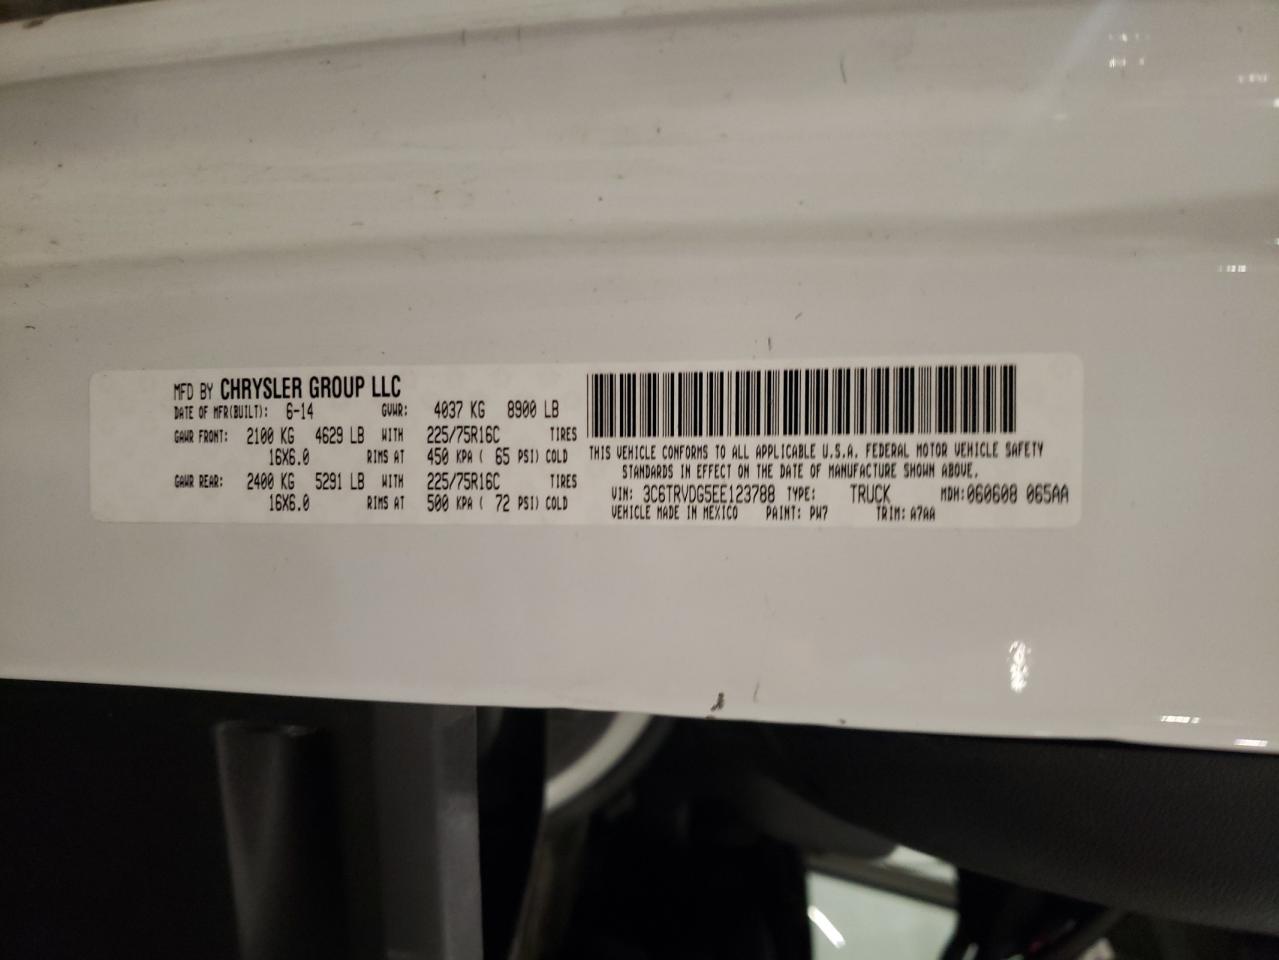 MFD BY CHRYSLER GROUP LLC
DATE OF MFR(BUILT): 6-14 GVWR: 4037 KG 8900 LB
GAWR FRONT: 2100 KG 4629 LB WITH 225/75R16C TIRES
16X6.0 RIMS AT 450 KPA ( 65 PSI) COLD
GAWR REAR: 2400 KG 5291 LB WITH 225/75R16C TIRES
16X6.0 RIMS AT 500 KPA ( 72 PSI) COLD
THIS VEHICLE CONFORMS TO ALL APPLICABLE U.S.A. FEDERAL MOTOR VEHICLE SAFETY
STANDARDS IN EFFECT ON THE DATE OF MANUFACTURE SHOWN ABOVE.
VIN: 3C6TRVDG5EE123788 TYPE: TRUCK MDH:060608 065AA
VEHICLE MADE IN MEXICO PAINT: PW7 TRIM: A7AA